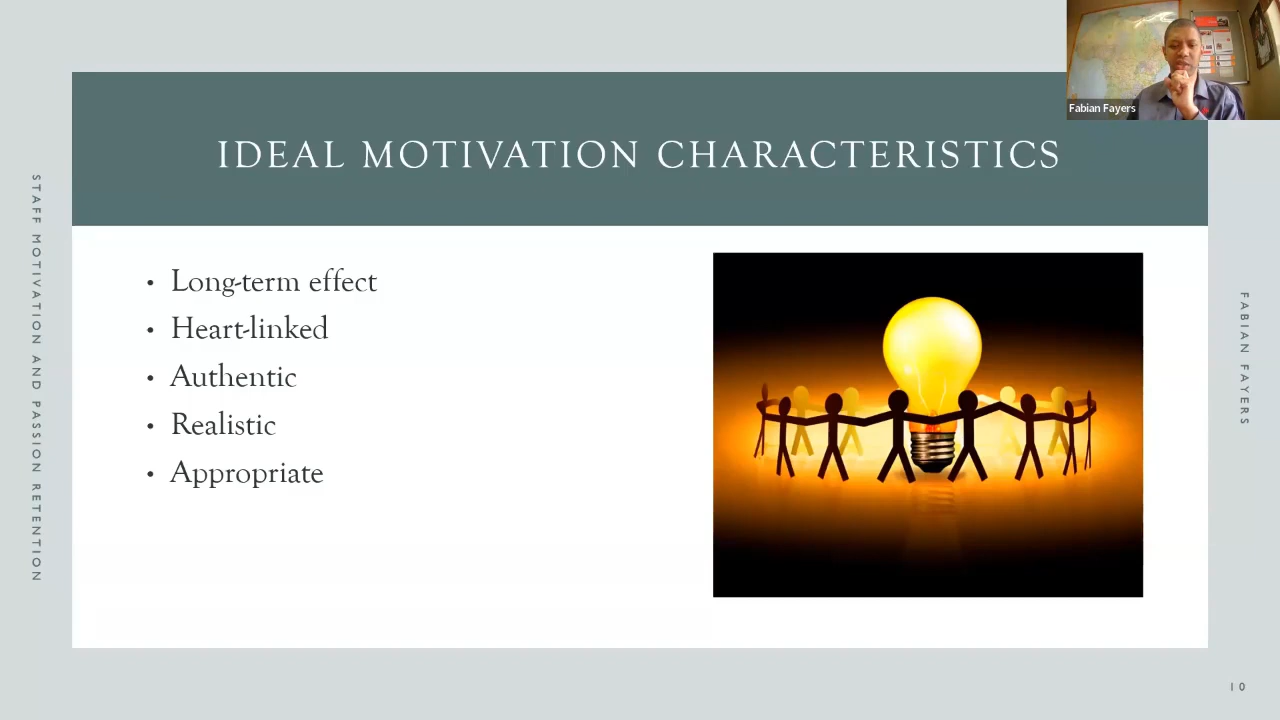 Fabian Fayers
IDEAL MOTIVATION CHARACTERISTICS
STAFF MOTIVATION AND PASSION RETENTION
• Long-term effect
• Heart-linked
• Authentic
• Realistic
• Appropriate
FABIAN FAYERS
10